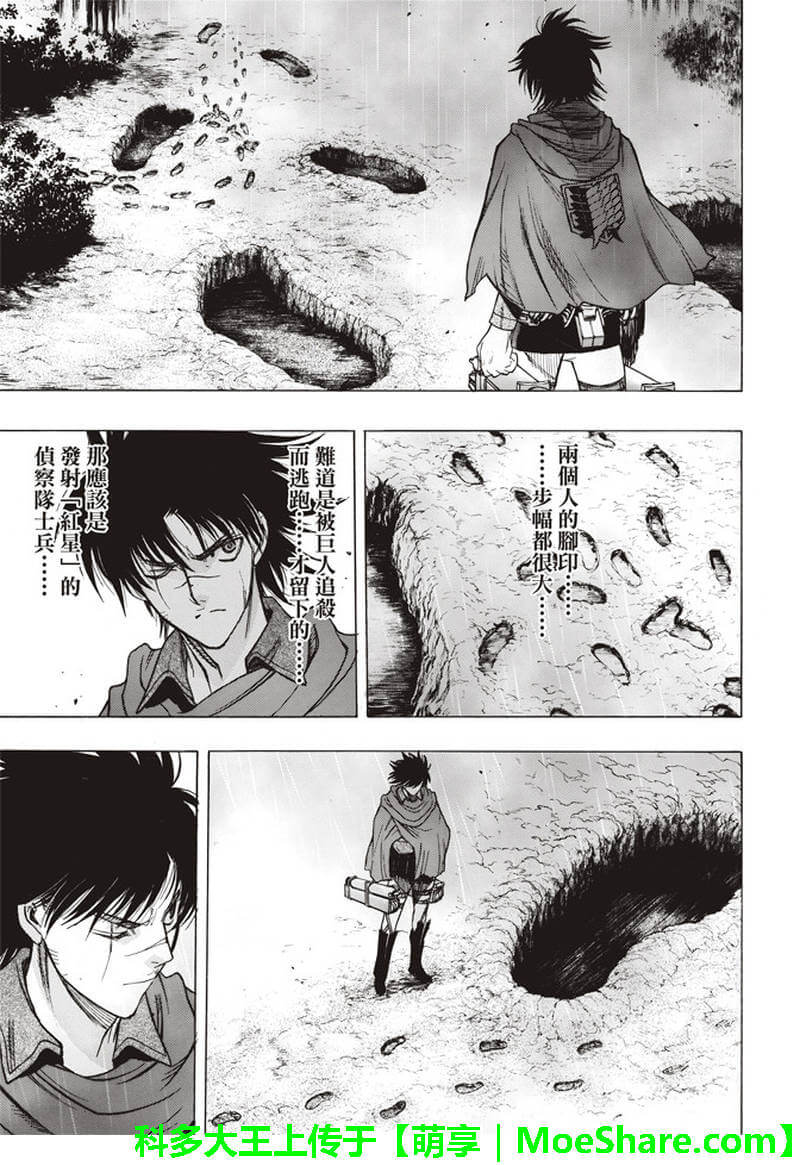 兩個人的腳印……
……步幅都很大……
難道是被巨人追殺
而逃跑……才留下的……
那應該是
發射「紅星」的
偵察隊士兵……
科多大王上传于【萌享 | MoeShare.com】